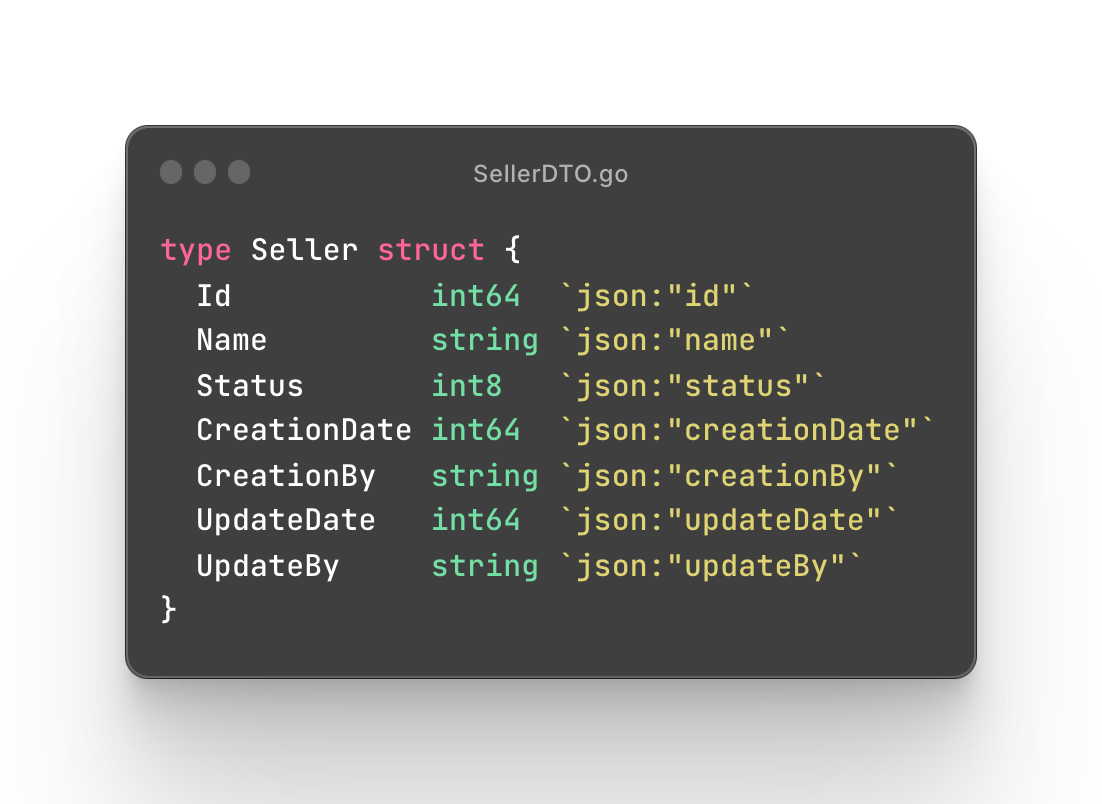 SellerDTO.go
type Seller struct {
  Id           int64  `json:"id"`
  Name         string `json:"name"`
  Status       int8   `json:"status"`
  CreationDate int64  `json:"creationDate"`
  CreationBy   string `json:"creationBy"`
  UpdateDate   int64  `json:"updateDate"`
  UpdateBy     string `json:"updateBy"`
}